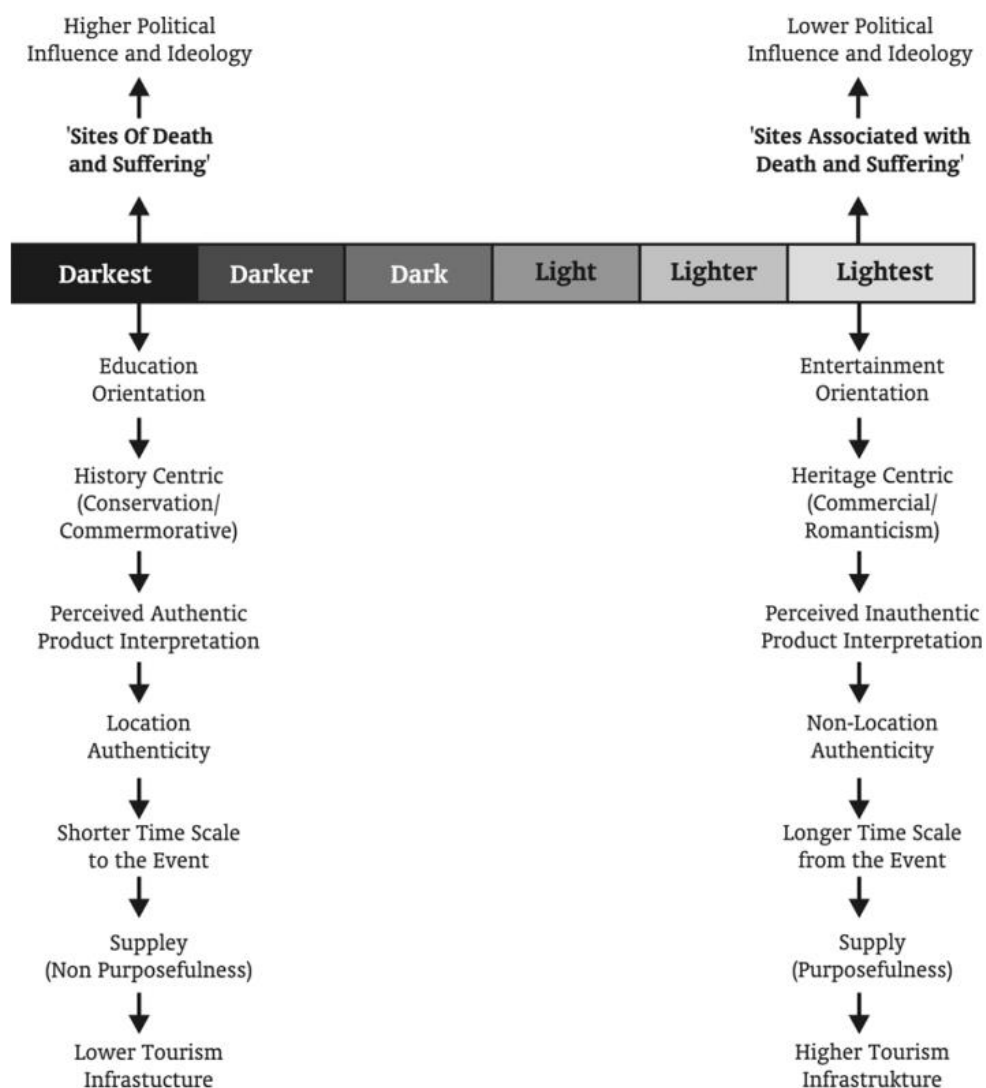 Higher Political
Influence and Ideology
'Sites Of Death
and Suffering'
Lower Political
Influence and Ideology
'Sites Associated with
Death and Suffering'
Darkest
Darker
Dark
Light
Lighter
Lightest
Education
Orientation
History Centric
(Conservation/
Commermorative)
Perceived Authentic
Product Interpretation
Location
Authenticity
Shorter Time Scale
to the Event
Suppley
(Non Purposefulness)
Lower Tourism
Infrastucture
Entertainment
Orientation
Heritage Centric
(Commercial/
Romanticism)
Perceived Inauthentic
Product Interpretation
Non-Location
Authenticity
Longer Time Scale
from the Event
Supply
(Purposefulness)
Higher Tourism
Infrastrukture